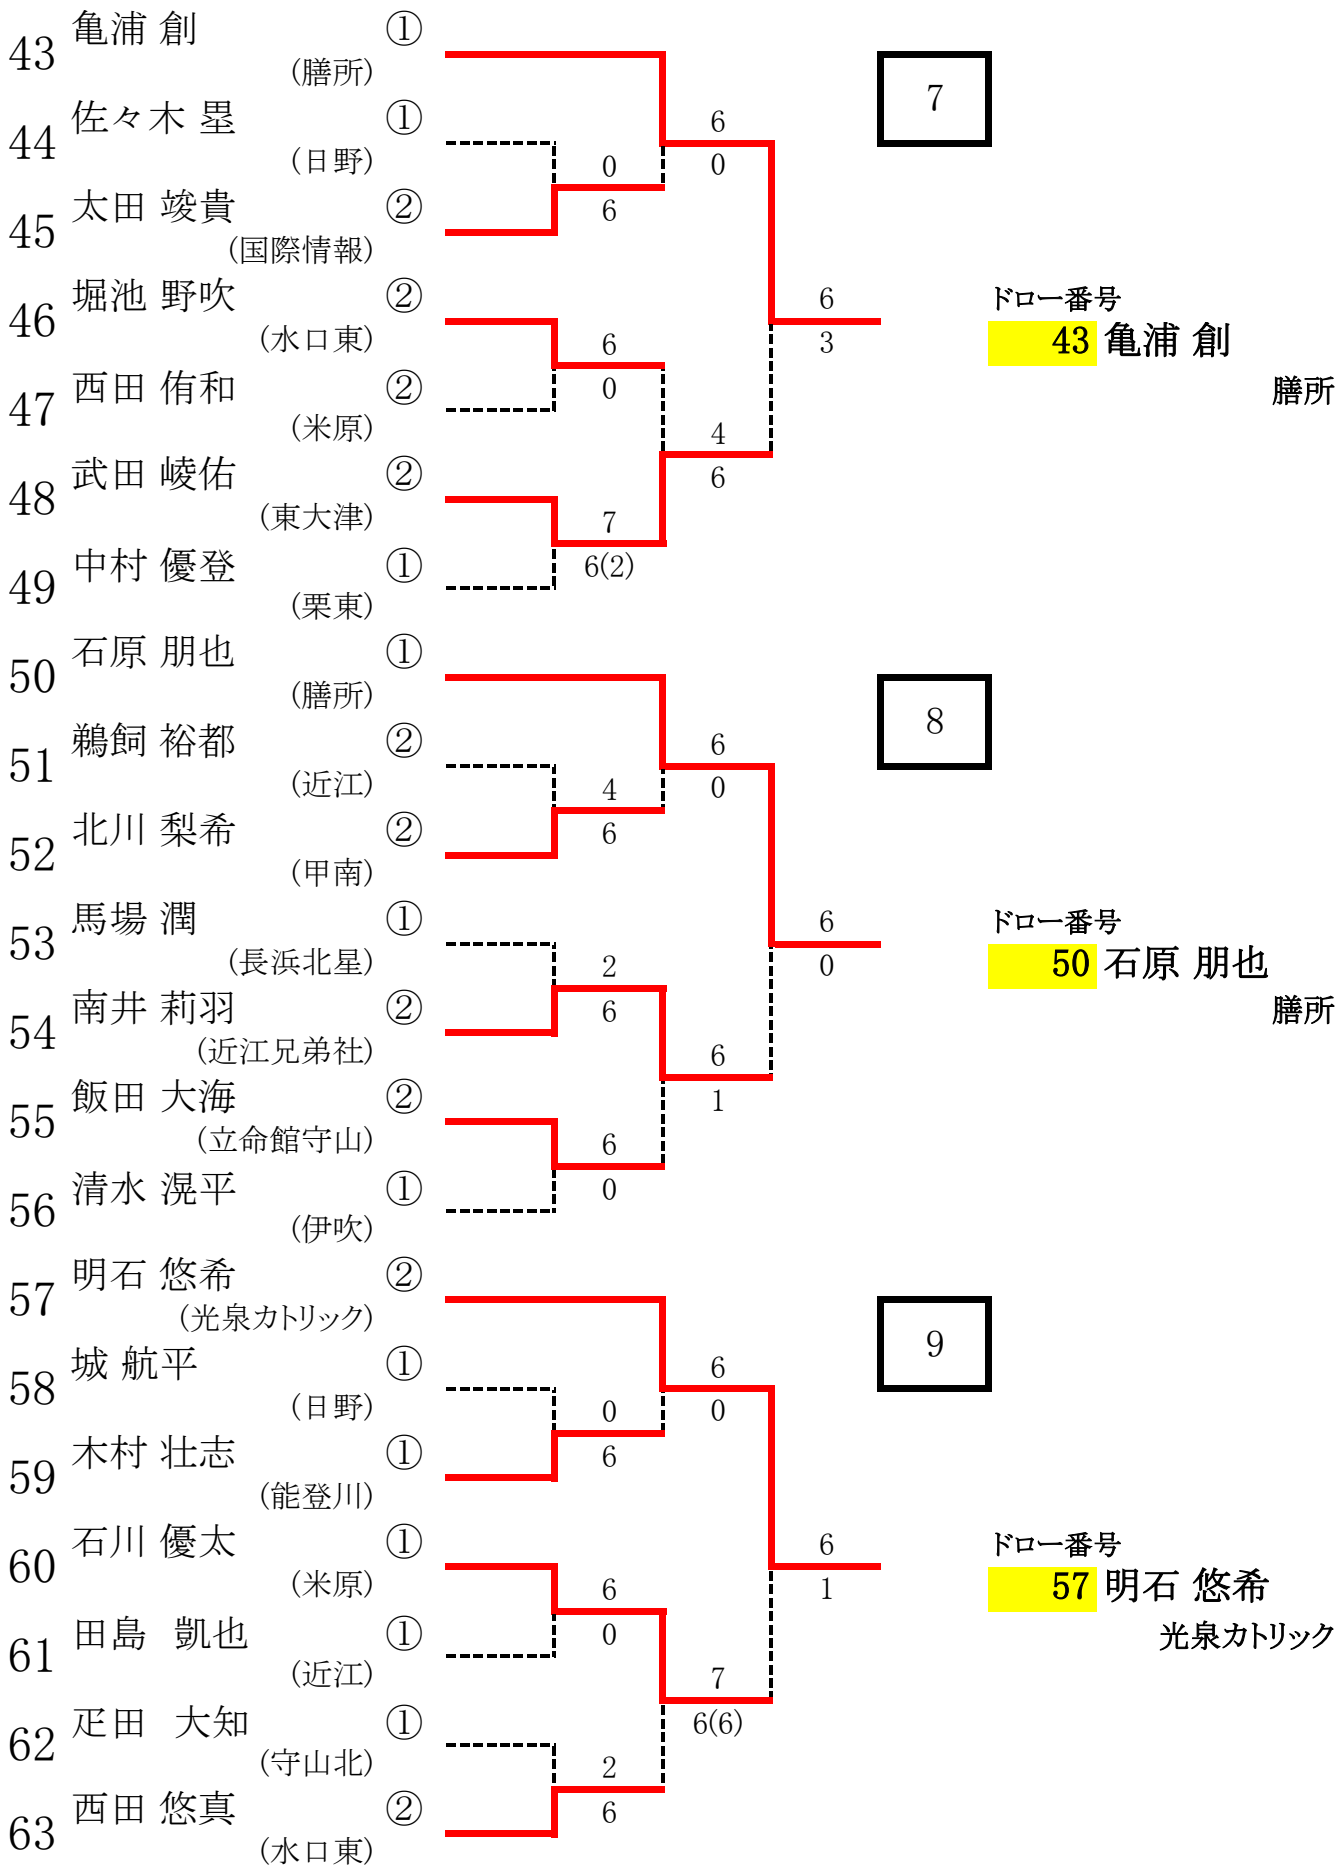 43 亀浦 創 ①
(膳所)
7
6
44 佐々木 塁 ①
0
(日野)
0
6
45 太田 竣貴 ②
(国際情報)
46 堀池 野吹 ②
6
ドロー番号
(水口東)
3
43 亀浦 創
6
0
膳所
47 西田 侑和 ②
(米原)
4
6
48 武田 崚佑 ②
(東大津)
7
6(2)
49 中村 優登 ①
(栗東)
50 石原 朋也 ①
(膳所)
8
6
51 鵜飼 裕都 ②
0
(近江)
4
6
52 北川 梨希 ②
(甲南)
53 馬場 潤 ①
6
ドロー番号
(長浜北星)
0
50 石原 朋也
2
6
膳所
54 南井 莉羽 ②
(近江兄弟社)
6
1
55 飯田 大海 ②
(立命館守山)
6
0
56 清水 滉平 ①
(伊吹)
57 明石 悠希 ②
(光泉カトリック)
9
6
58 城 航平 ①
0
(日野)
0
6
59 木村 壮志 ①
(能登川)
60 石川 優太 ①
6
ドロー番号
(米原)
1
57 明石 悠希
6
0
光泉カトリック
61 田島 凱也 ①
(近江)
7
6(6)
62 疋田 大知 ①
(守山北)
2
6
63 西田 悠真 ②
(水口東)